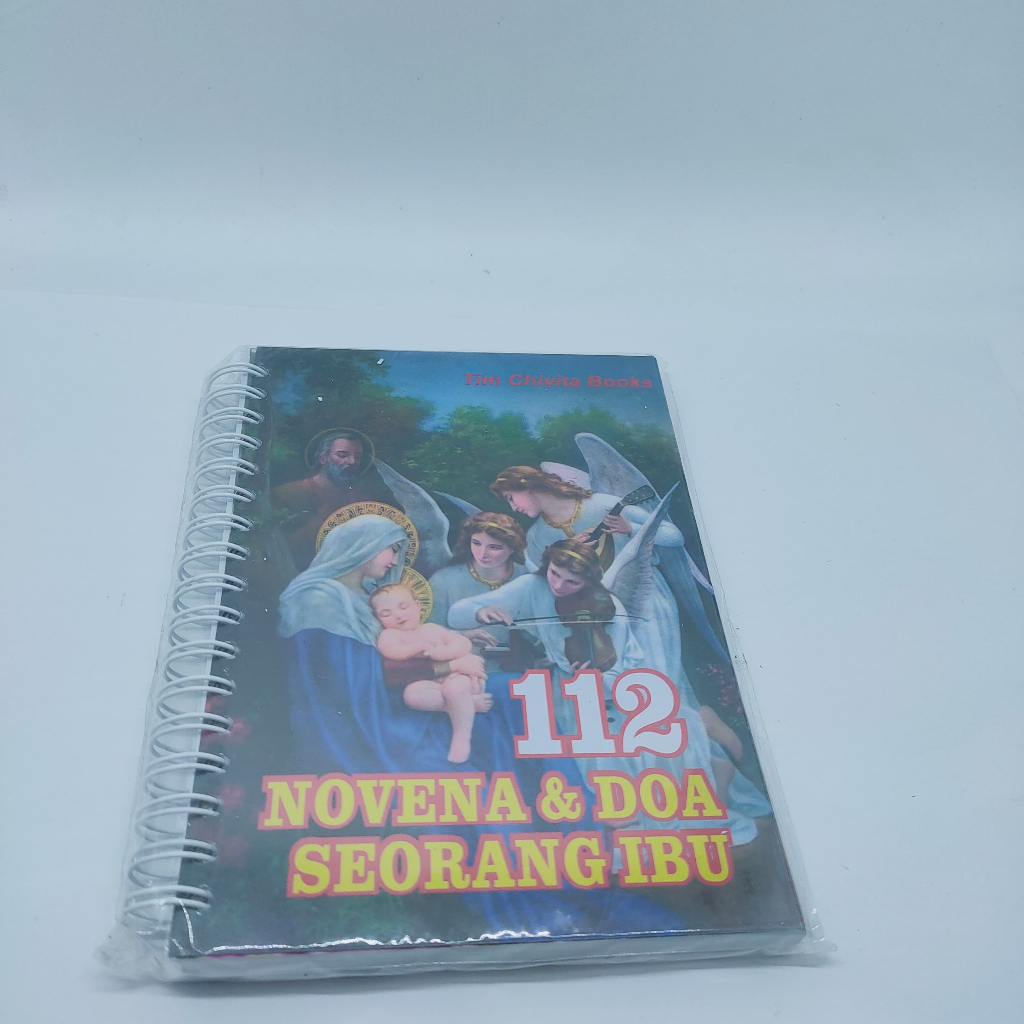 Tim Chivita Books
112
NOVENA & DOA
SEORANG IBU